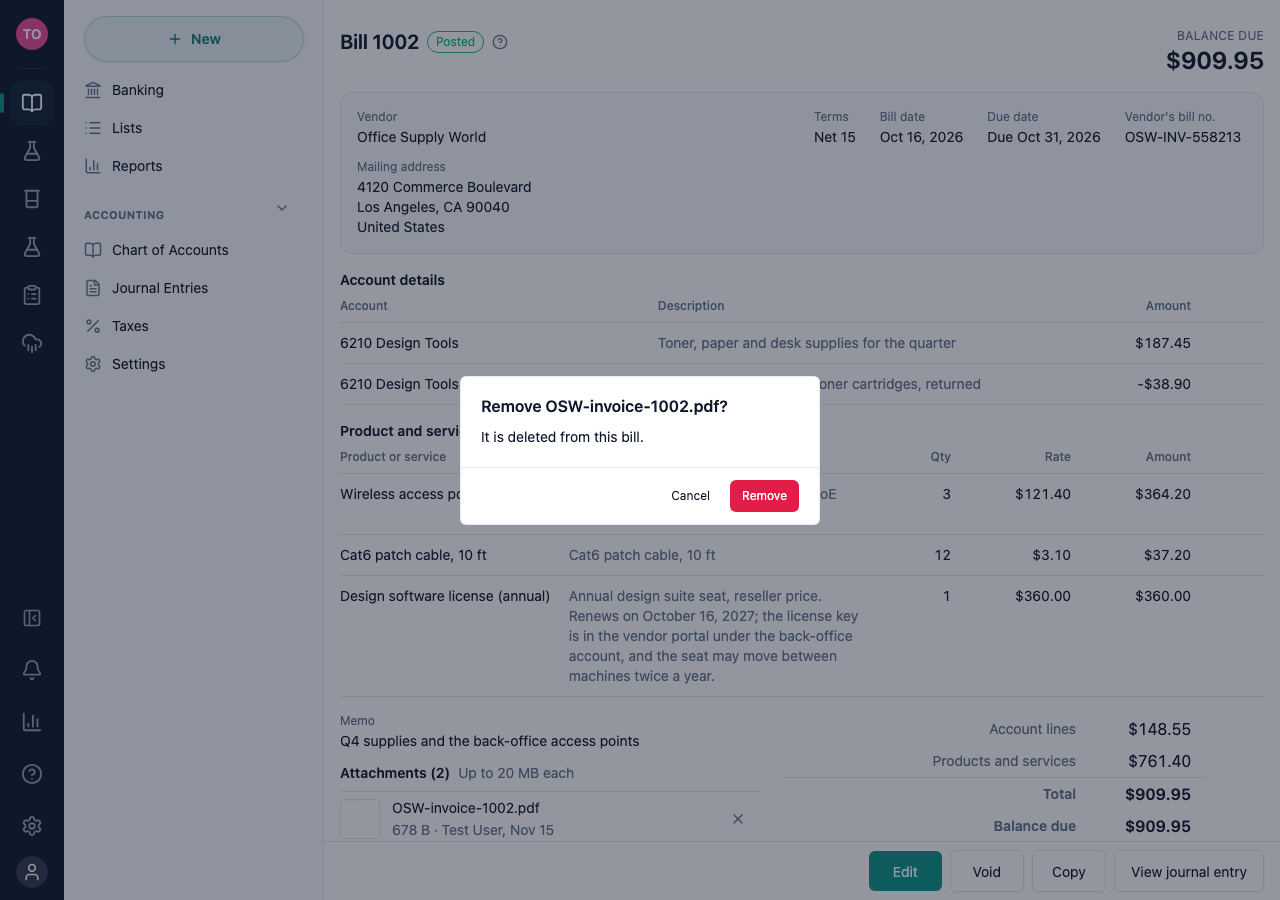 TO
New
Banking
Lists
Reports
ACCOUNTING
Chart of Accounts
Journal Entries
Taxes
Settings
Bill 1002 Posted
BALANCE DUE
$909.95
Vendor
Office Supply World
Terms
Net 15
Bill date
Oct 16, 2026
Due date
Due Oct 31, 2026
Vendor's bill no.
OSW-INV-558213
Mailing address
4120 Commerce Boulevard
Los Angeles, CA 90040
United States
Account details
Account Description Amount
6210 Design Tools Toner, paper and desk supplies for the quarter $187.45
6210 Design Tools cartridges, returned -$38.90
Product and
Product or service Qty Rate Amount
Wireless access 3 $121.40 $364.20
Cat6 patch cable, 10 ft Cat6 patch cable, 10 ft 12 $3.10 $37.20
Design software license (annual) Annual design suite seat, reseller price. 1 $360.00 $360.00
Renews on October 16, 2027; the license key
is in the vendor portal under the back-office
account, and the seat may move between
machines twice a year.
Remove OSW-invoice-1002.pdf?
It is deleted from this bill.
Cancel Remove
Memo
Q4 supplies and the back-office access points
Attachments (2) Up to 20 MB each
OSW-invoice-1002.pdf
678 B · Test User, Nov 15
Account lines $148.55
Products and services $761.40
Total $909.95
Balance due $909.95
Edit Void Copy View journal entry